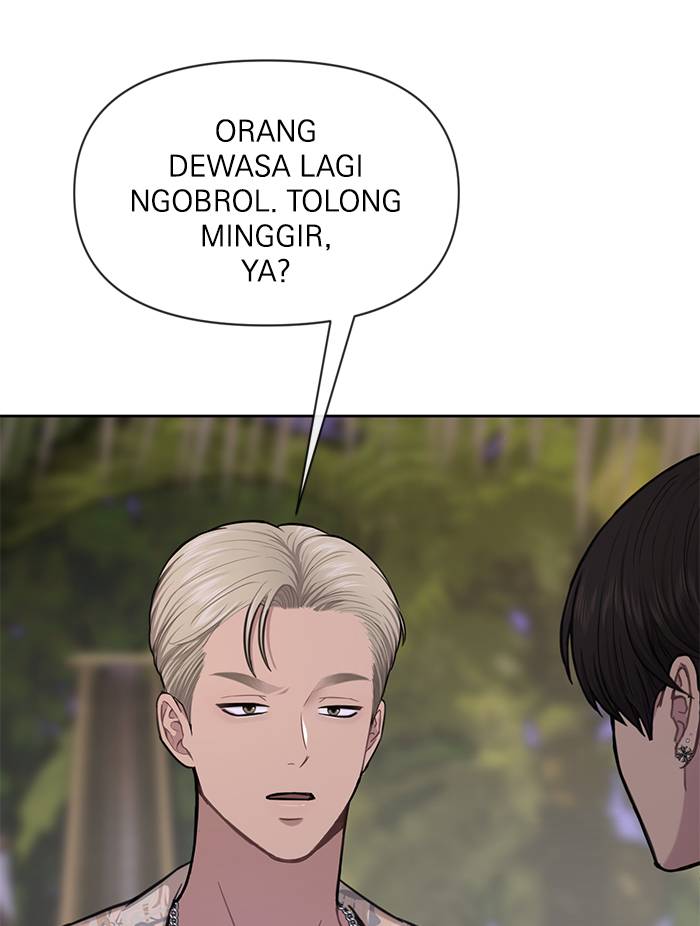 ORANG
DEWASA LAGI
NGOBROL. TOLONG
MINGGIR,
YA?